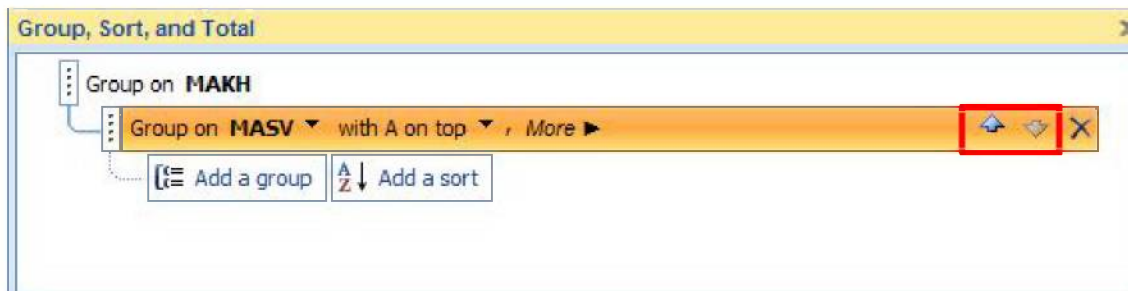 Group, Sort, and Total
Group on MAKH
Group on MASV with A on top , More
Add a group A Z Add a sort